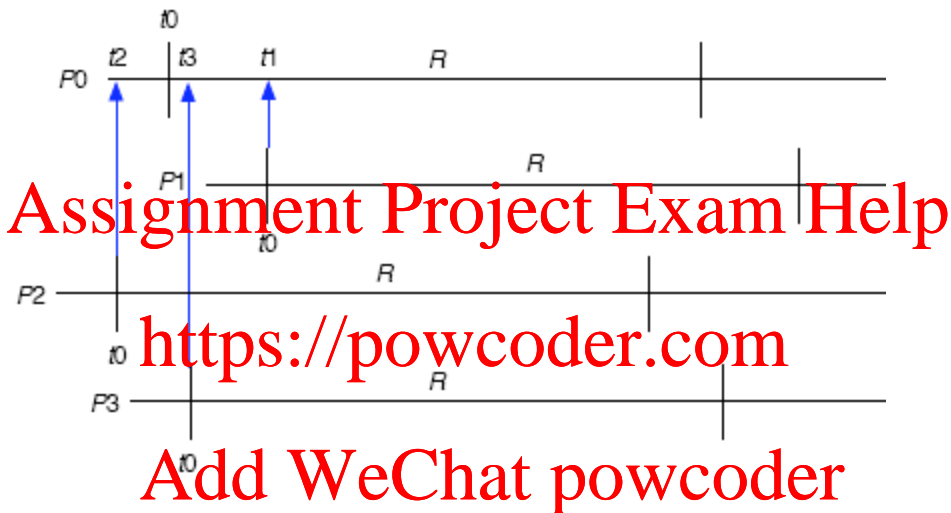 t0
t2 t3 t1 R
P0
R
P1
Assignment Project Exam Help
t0
R
P2
https://powcoder.com
t0
R
P3
t0
Add WeChat powcoder